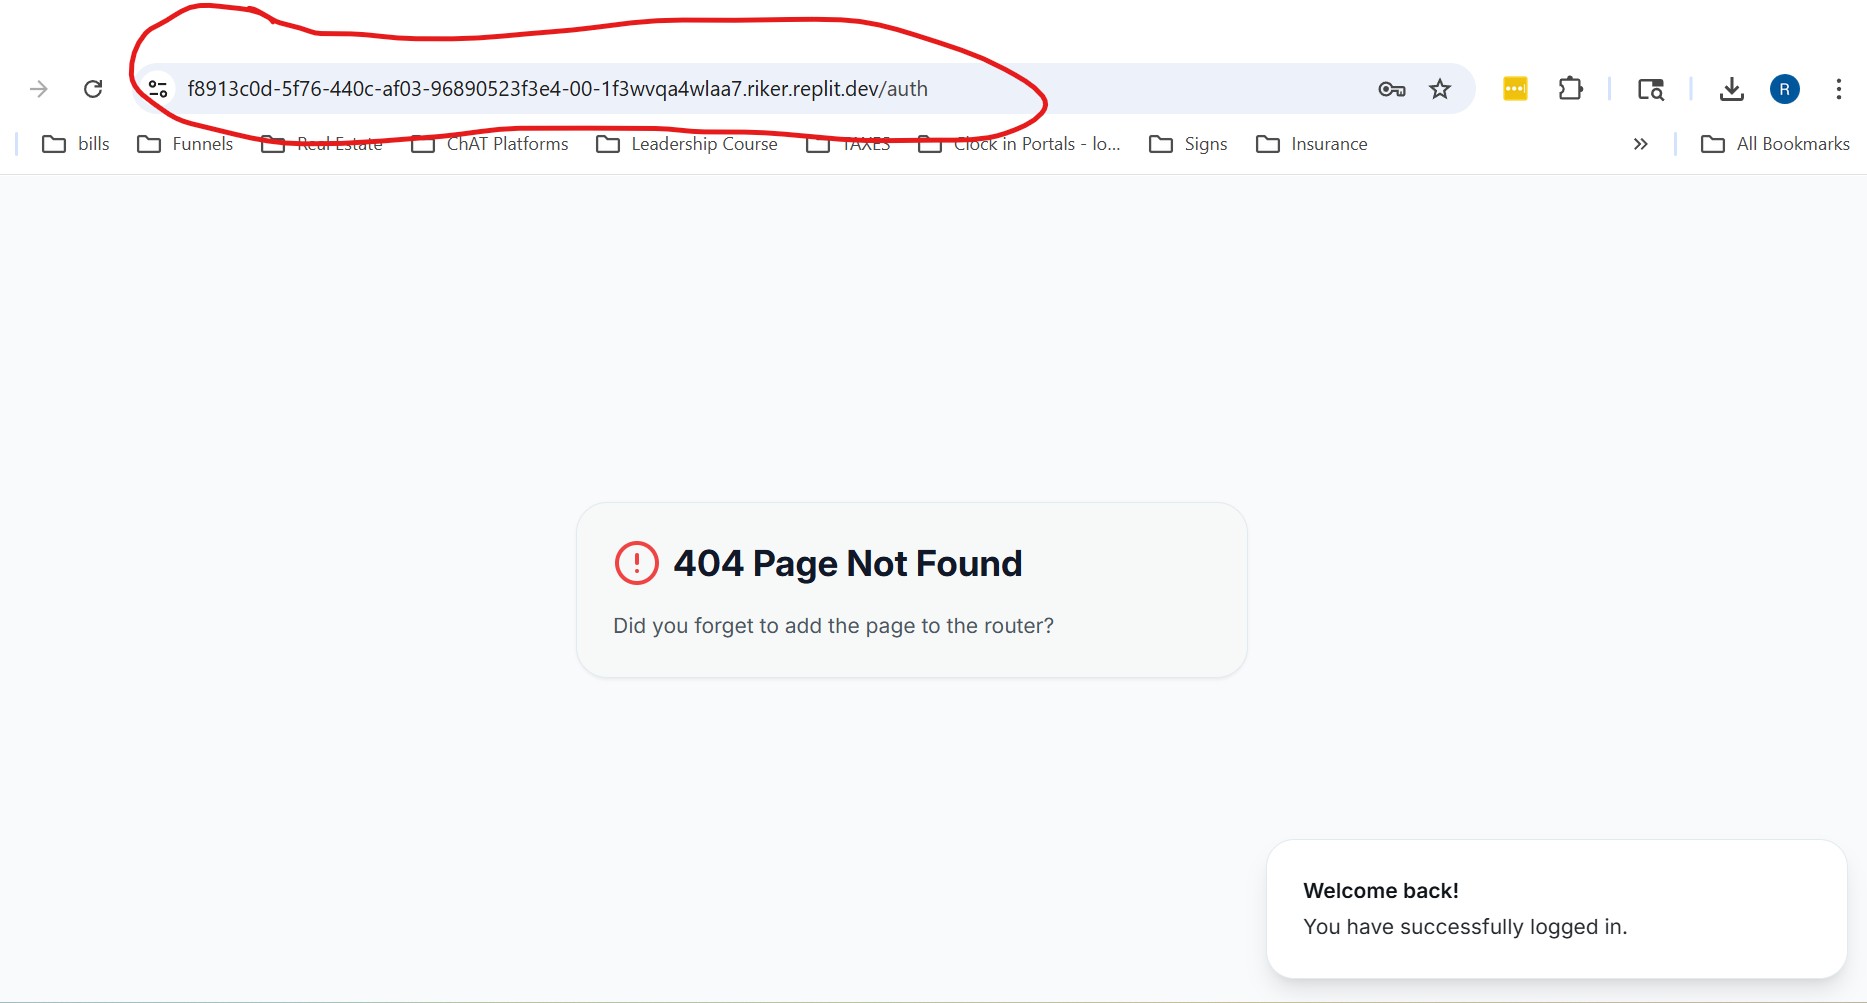 f8913c0d-5f76-440c-af03-96890523f3e4-00-1f3wvqa4wlaa7.riker.replit.dev/auth
R
bills Funnels Real Estate ChAT Platforms Leadership Course TAXES Clock in Portals - lo... Signs Insurance » All Bookmarks
404 Page Not Found
Did you forget to add the page to the router?
Welcome back!
You have successfully logged in.